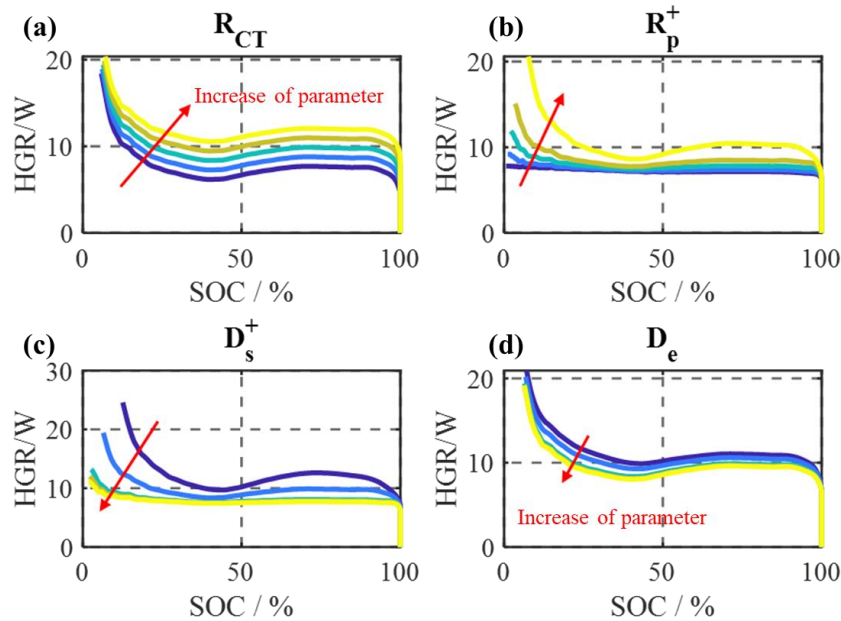 (a)
R_CT
HGR/W
20
10
0
Increase of parameter
0
50
100
SOC / %
(b)
R_p^+
HGR/W
20
10
0
0
50
100
SOC / %
(c)
D_s^+
HGR/W
30
20
10
0
0
50
100
SOC / %
(d)
D_e
HGR/W
20
10
0
Increase of parameter
0
50
100
SOC / %